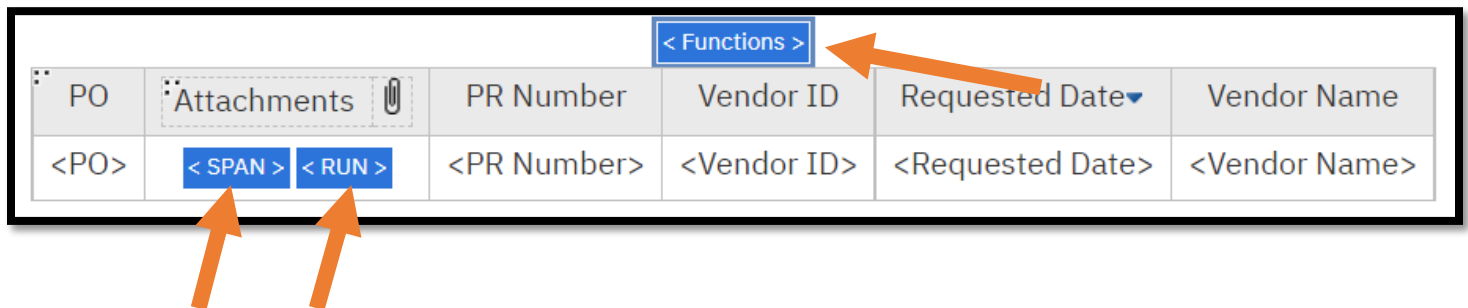 < Functions >
PO Attachments PR Number Vendor ID Requested Date Vendor Name
<PO> < SPAN > < RUN > <PR Number> <Vendor ID> <Requested Date> <Vendor Name>